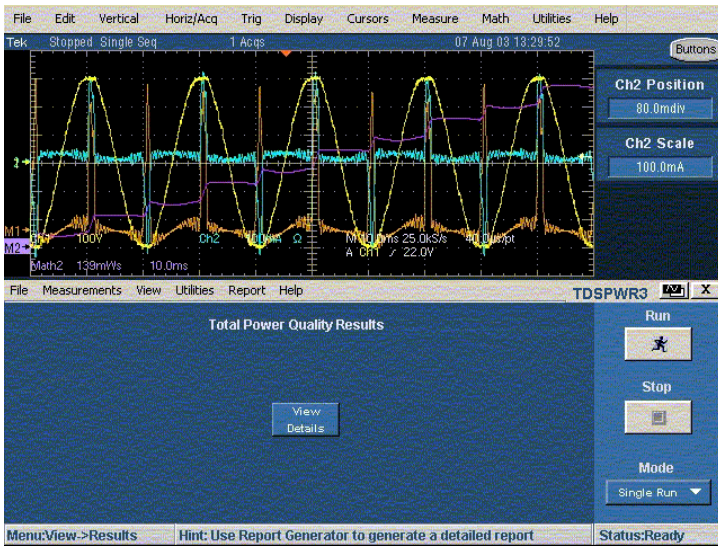 File Edit Vertical Horiz/Acq Trig Display Cursors Measure Math Utilities Help
Tek Stopped Single Seq 1 Acqs 07 Aug 03 13:29:52
Buttons
Ch2 Position
80.0mdiv
Ch2 Scale
100.0mA
M1
M2
100V Ch2 Ω 25.0kS/s
A Ch1 22.0V
Math2 139mWs 10.0ms
File Measurements View Utilities Report Help TDSPWR3 X
Total Power Quality Results
View
Details
Run
Stop
Mode
Single Run
Menu:View->Results Hint: Use Report Generator to generate a detailed report Status:Ready